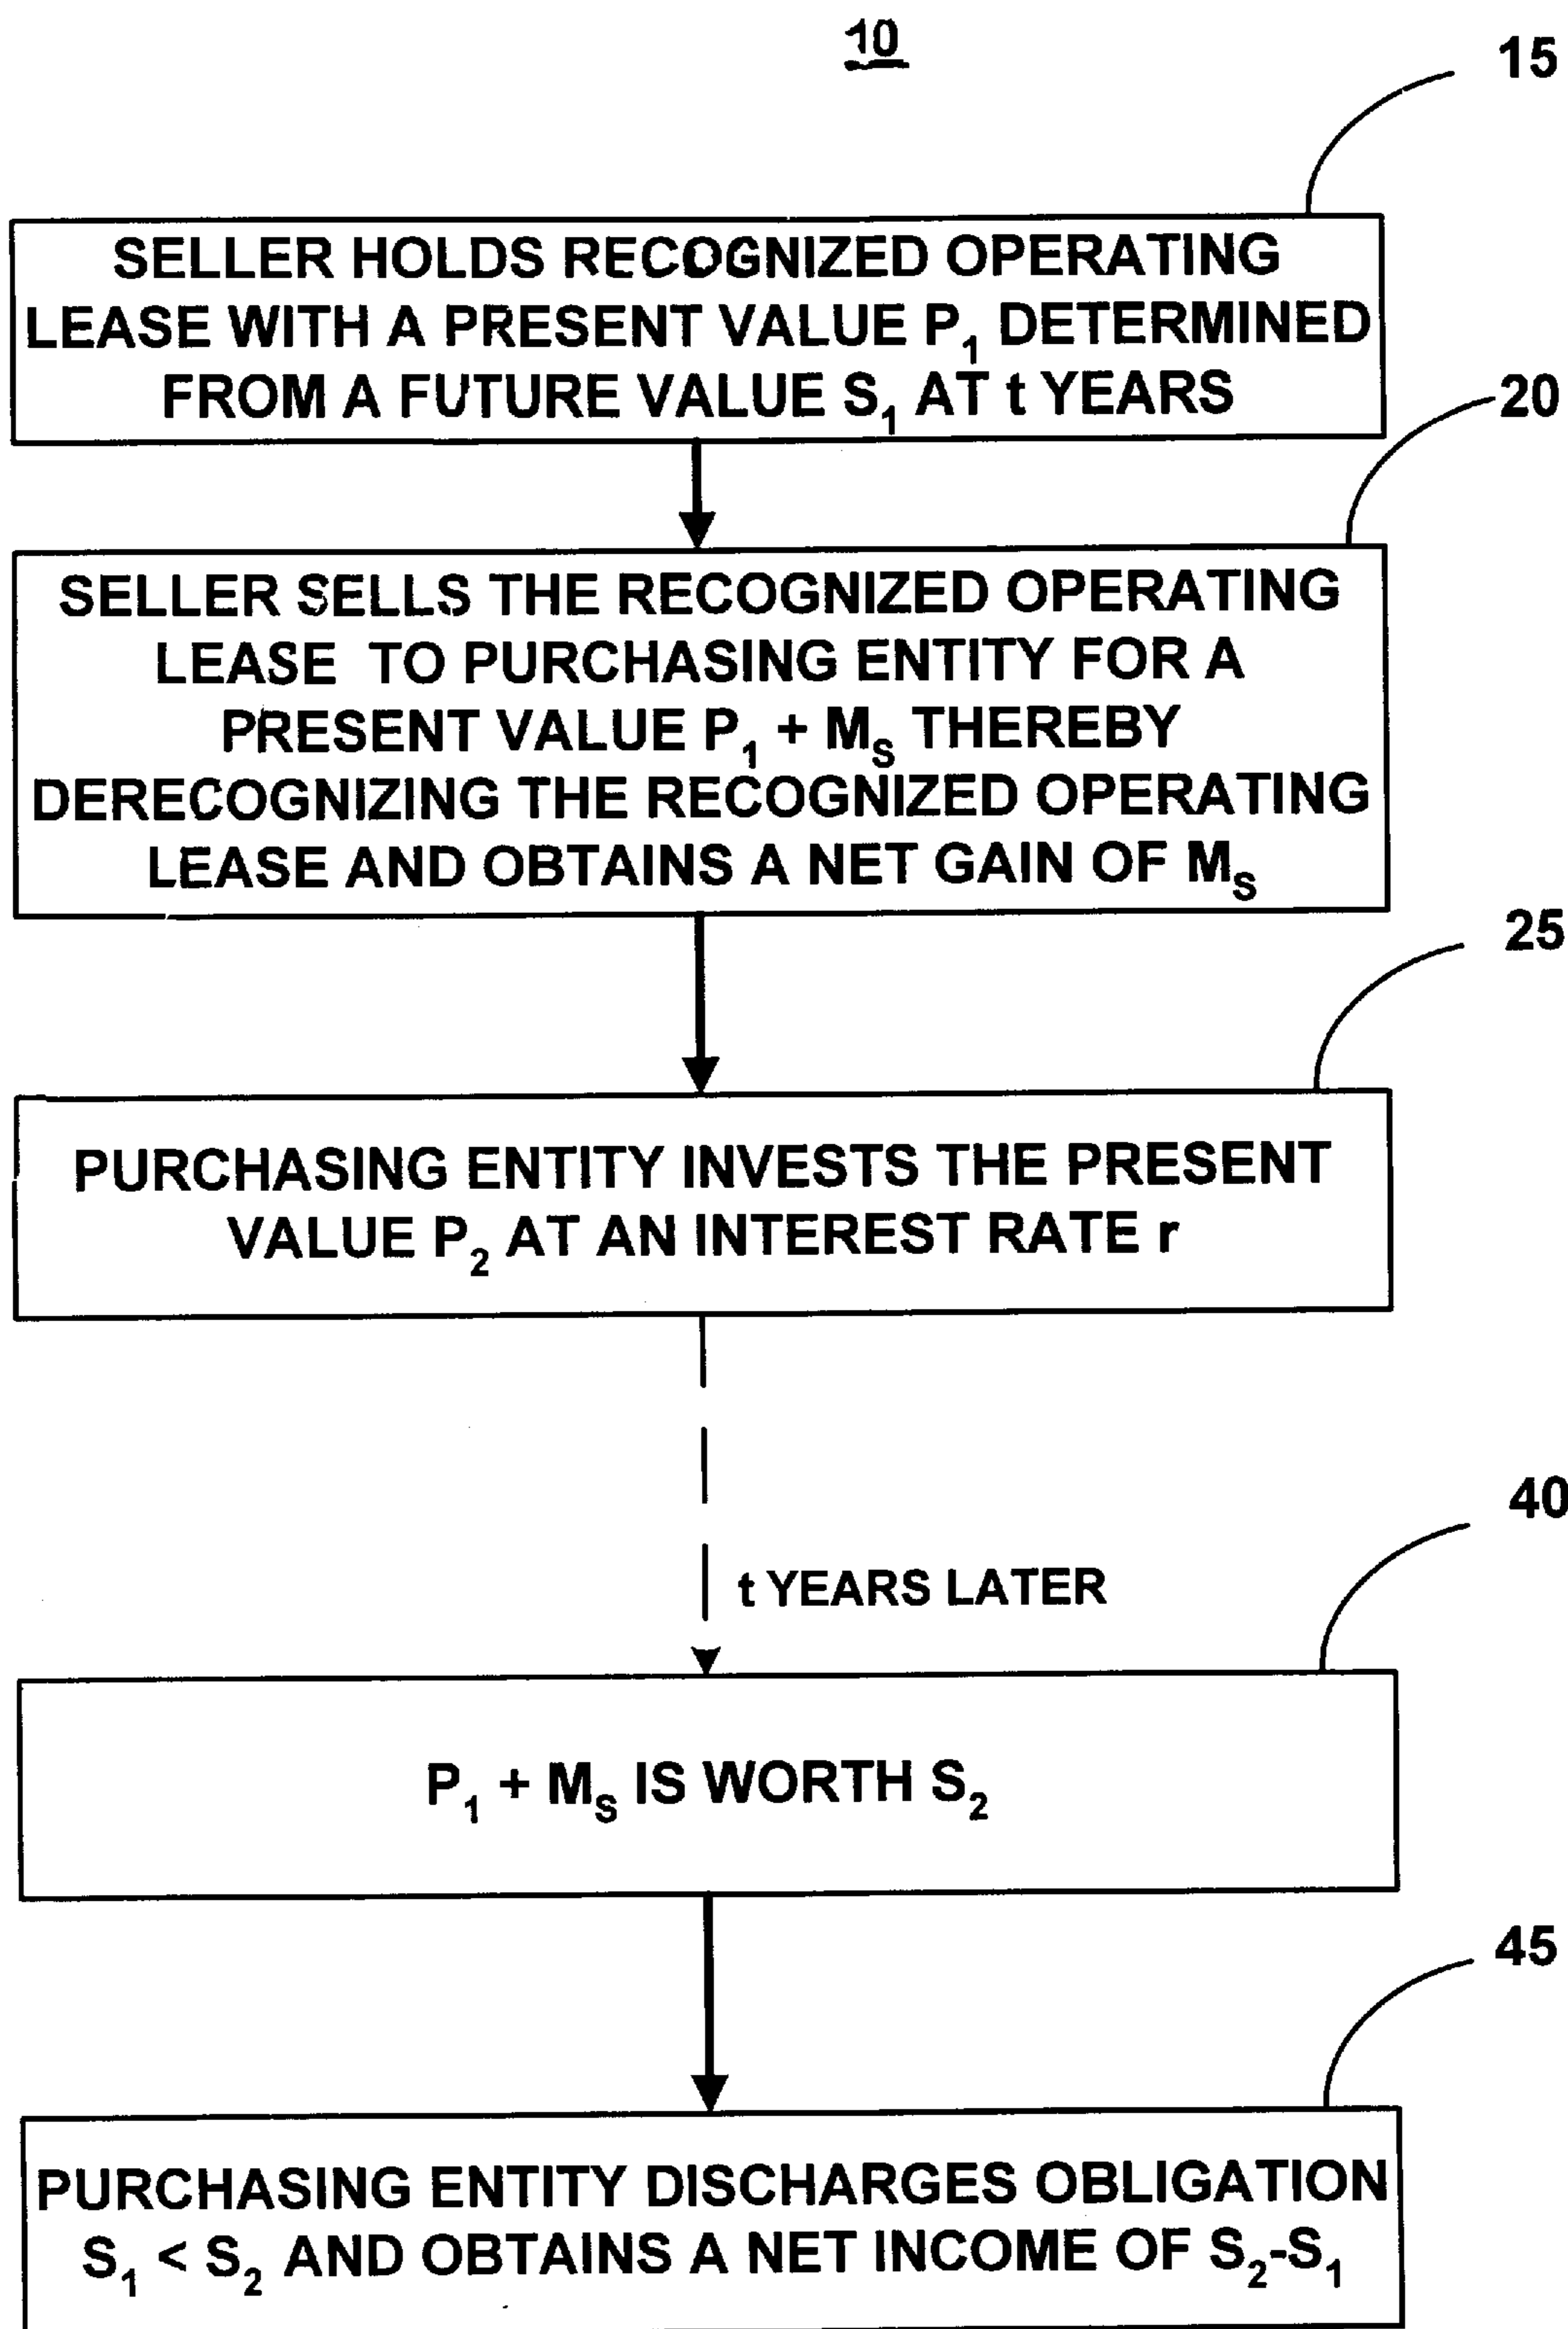 10
15
SELLER HOLDS RECOGNIZED OPERATING
LEASE WITH A PRESENT VALUE P₁ DETERMINED
FROM A FUTURE VALUE S₁ AT t YEARS
20
SELLER SELLS THE RECOGNIZED OPERATING
LEASE TO PURCHASING ENTITY FOR A
PRESENT VALUE P₁ + Mₛ THEREBY
DERECOGNIZING THE RECOGNIZED OPERATING
LEASE AND OBTAINS A NET GAIN OF Mₛ
25
PURCHASING ENTITY INVESTS THE PRESENT
VALUE P₂ AT AN INTEREST RATE r
t YEARS LATER
40
P₁ + Mₛ IS WORTH S₂
45
PURCHASING ENTITY DISCHARGES OBLIGATION
S₁ < S₂ AND OBTAINS A NET INCOME OF S₂-S₁